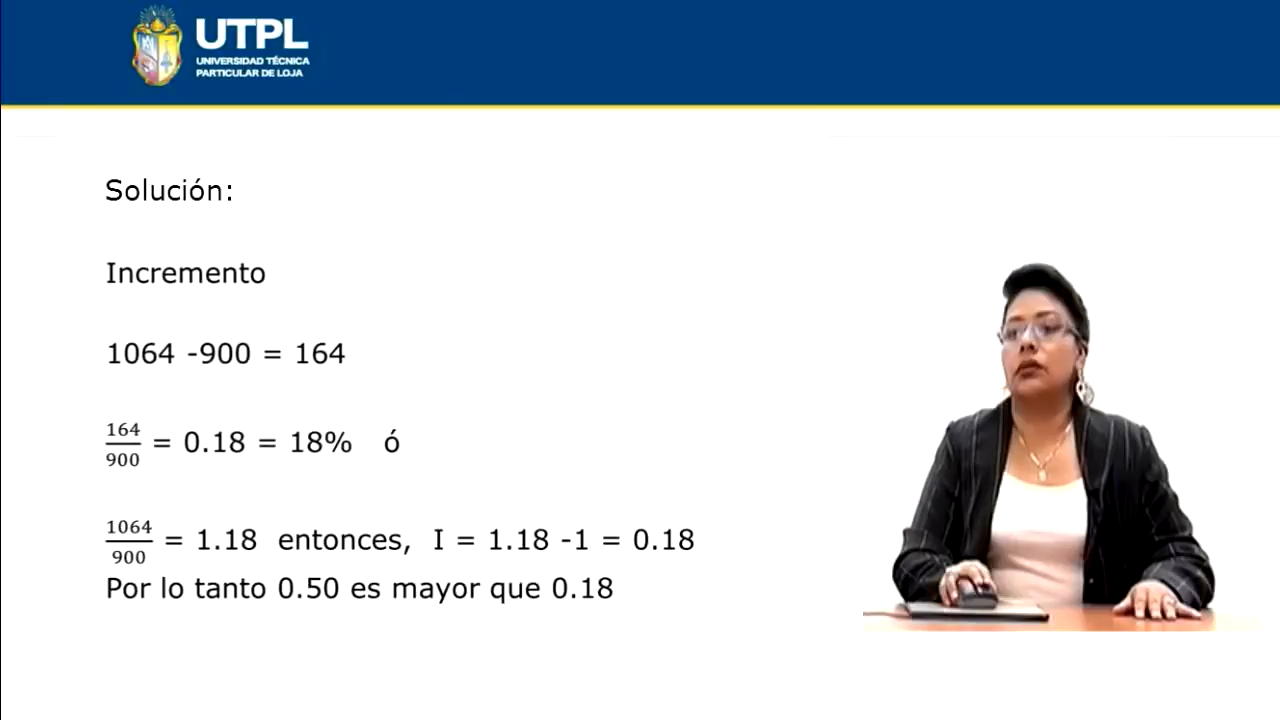 UTPL
UNIVERSIDAD TÉCNICA
PARTICULAR DE LOJA
Solución:
Incremento
1064 -900 = 164
164/900 = 0.18 = 18% ó
1064/900 = 1.18 entonces, I = 1.18 -1 = 0.18
Por lo tanto 0.50 es mayor que 0.18